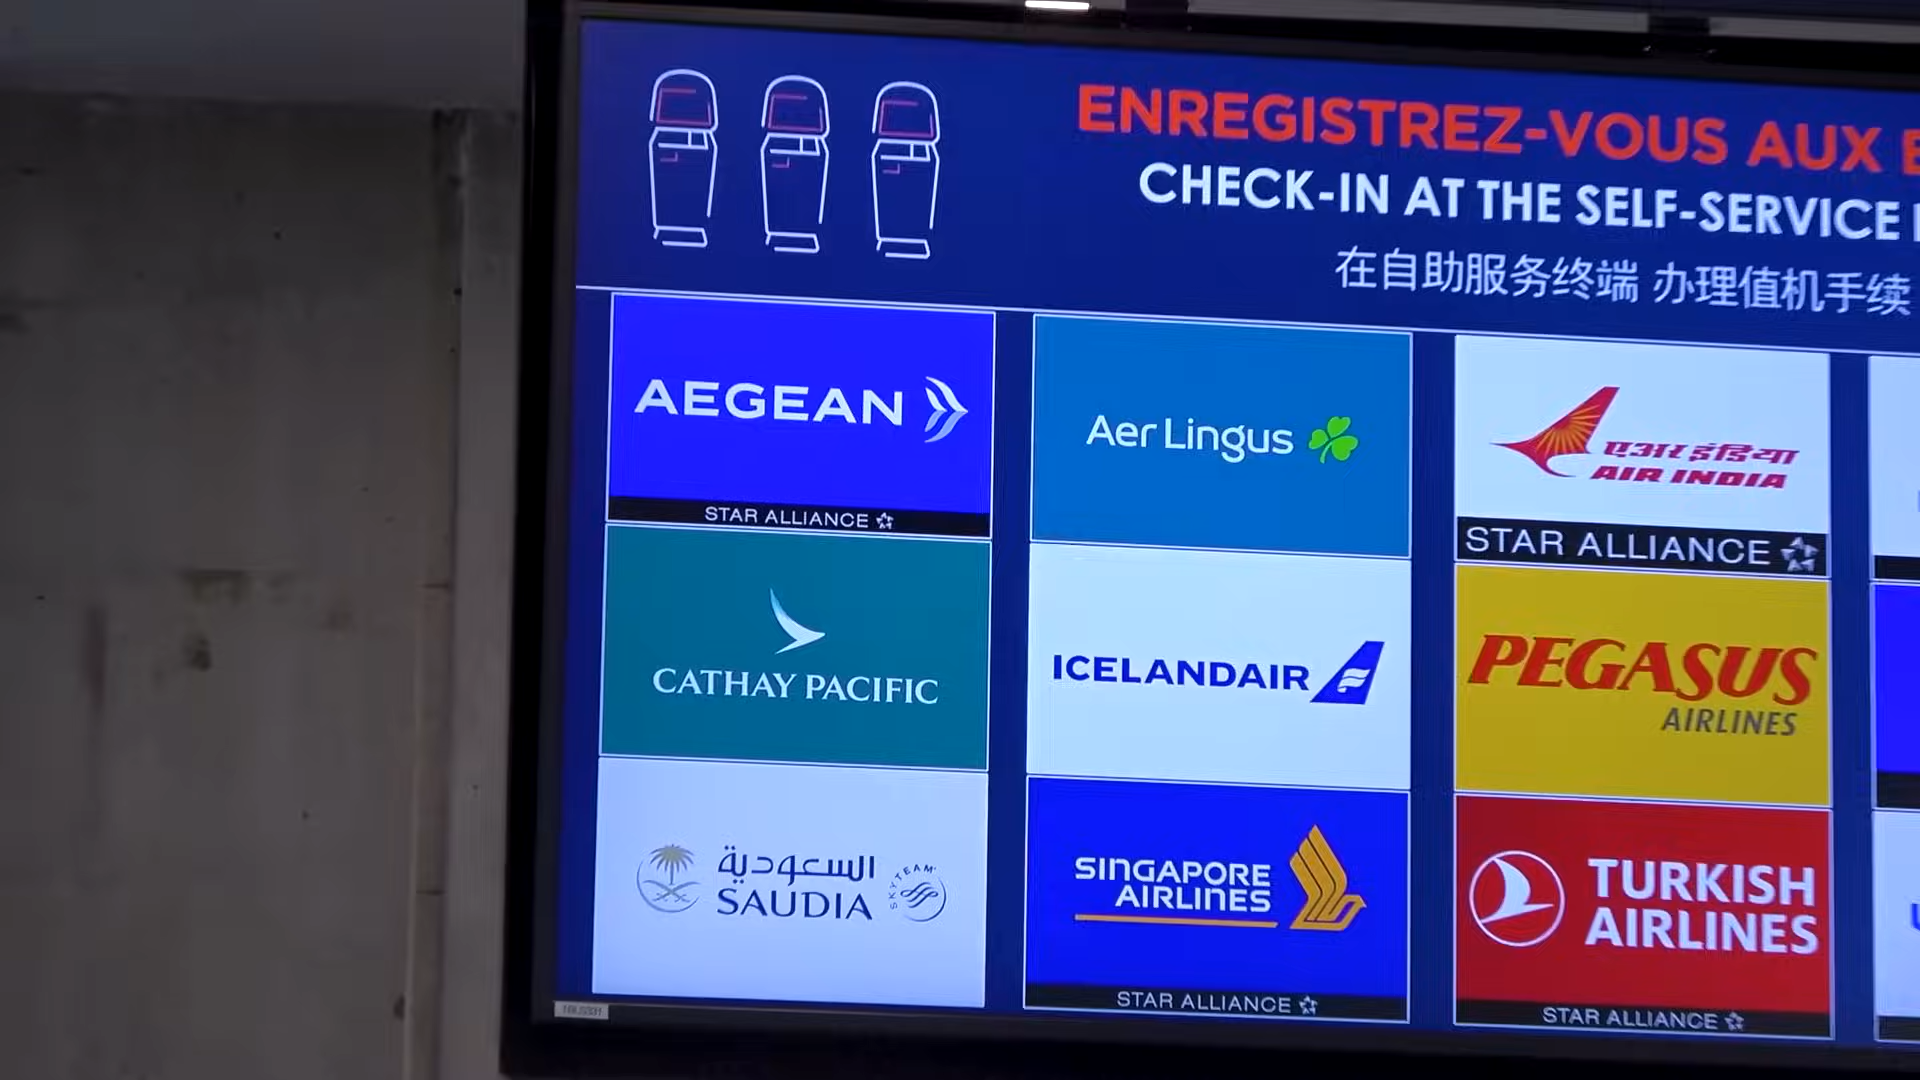 ENREGISTREZ-VOUS AUX
CHECK-IN AT THE SELF-SERVICE
在自助服务终端 办理值机手续
AEGEAN
STAR ALLIANCE
Aer Lingus
एअर इंडिया
AIR INDIA
STAR ALLIANCE
CATHAY PACIFIC
ICELANDAIR
PEGASUS
AIRLINES
السعودية
SAUDIA
SKYTEAM
SINGAPORE
AIRLINES
STAR ALLIANCE
TURKISH
AIRLINES
STAR ALLIANCE